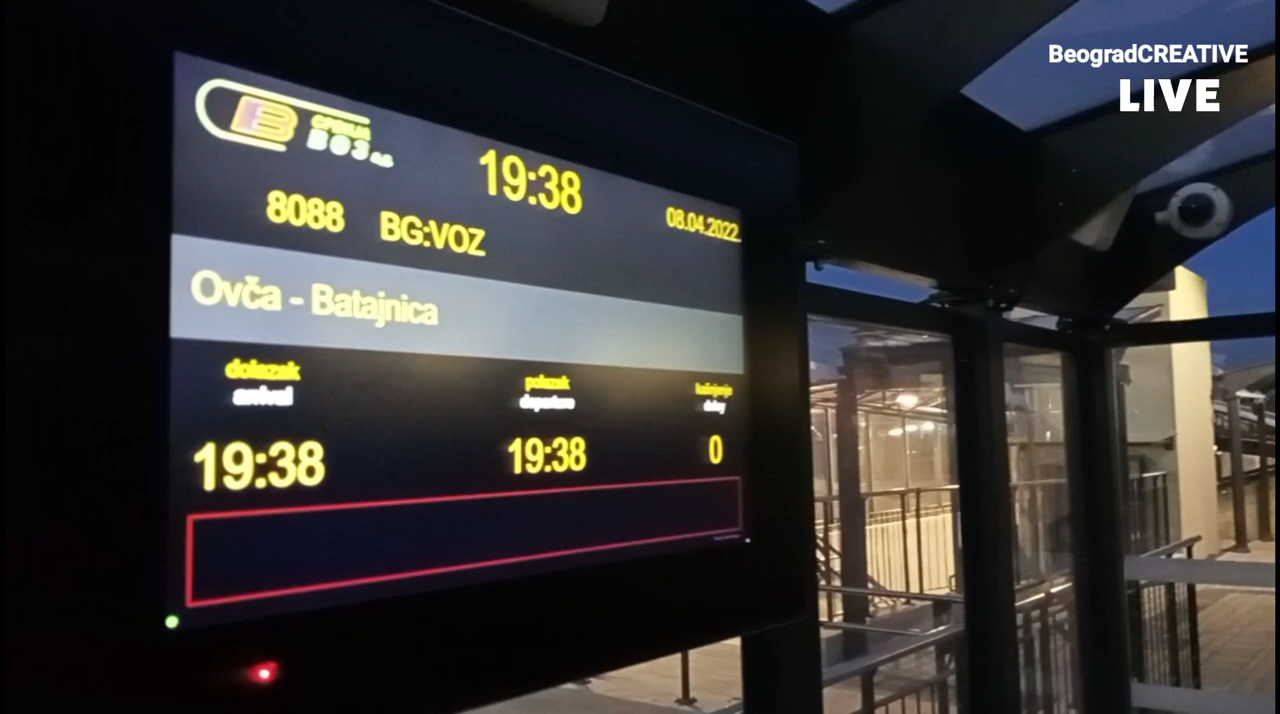 BeogradCREATIVE
LIVE
19:38
8088 BG:VOZ
08.04.2022.
Ovča - Batajnica
dolazak
arrival
polazak
departure
kašnjenje
delay
19:38
19:38
0